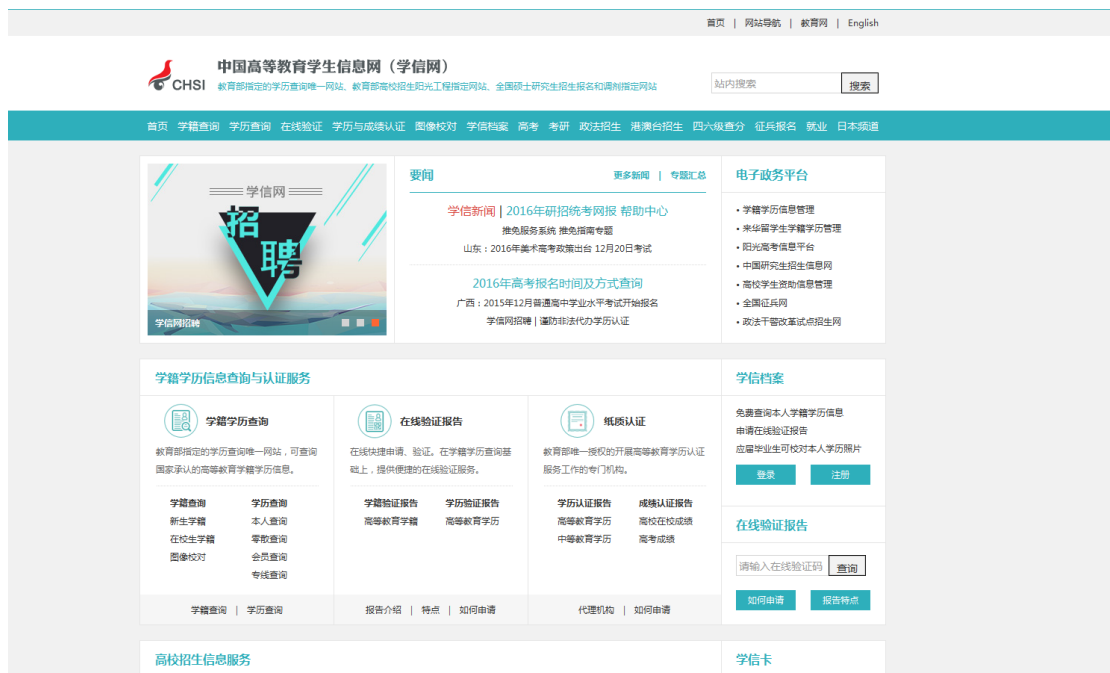 首页 | 网站导航 | 教育网 | English
CHSI
中国高等教育学生信息网（学信网）
教育部指定的学历查询唯一网站、教育部高校招生阳光工程指定网站、全国硕士研究生招生报名和调剂指定网站
站内搜索 搜索
首页 学籍查询 学历查询 在线验证 学历与成绩认证 图像校对 学信档案 高考 考研 政法招生 港澳台招生 四六级查分 征兵报名 就业 日本频道
学信网
招聘
学信网招聘
要闻 更多新闻 | 专题汇总
学信新闻 | 2016年研招统考网报 帮助中心
推免服务系统 推免指南专题
山东：2016年美术高考政策出台 12月20日考试
2016年高考报名时间及方式查询
广西：2015年12月普通高中学业水平考试开始报名
学信网招聘 | 谨防非法代办学历认证
电子政务平台
• 学籍学历信息管理
• 来华留学生学籍学历管理
• 阳光高考信息平台
• 中国研究生招生信息网
• 高校学生资助信息管理
• 全国征兵网
• 政法干警改革试点招生网
学籍学历信息查询与认证服务
学籍学历查询
教育部指定的学历查询唯一网站，可查询
国家承认的高等教育学籍学历信息。
学籍查询 学历查询
新生学籍 本人查询
在校生学籍 零散查询
图像校对 会员查询
专线查询
学籍查询 | 学历查询
在线验证报告
在线快捷申请、验证。在学籍学历查询基
础上，提供便捷的在线验证服务。
学籍验证报告 学历验证报告
高等教育学籍 高等教育学历
报告介绍 | 特点 | 如何申请
纸质认证
教育部唯一授权的开展高等教育学历认证
服务工作的专门机构。
学历认证报告 成绩认证报告
高等教育学历 高校在校成绩
中等教育学历 高考成绩
代理机构 | 如何申请
学信档案
免费查询本人学籍学历信息
申请在线验证报告
应届毕业生可校对本人学历照片
登录 注册
在线验证报告
请输入在线验证码 查询
如何申请 报告特点
高校招生信息服务
学信卡